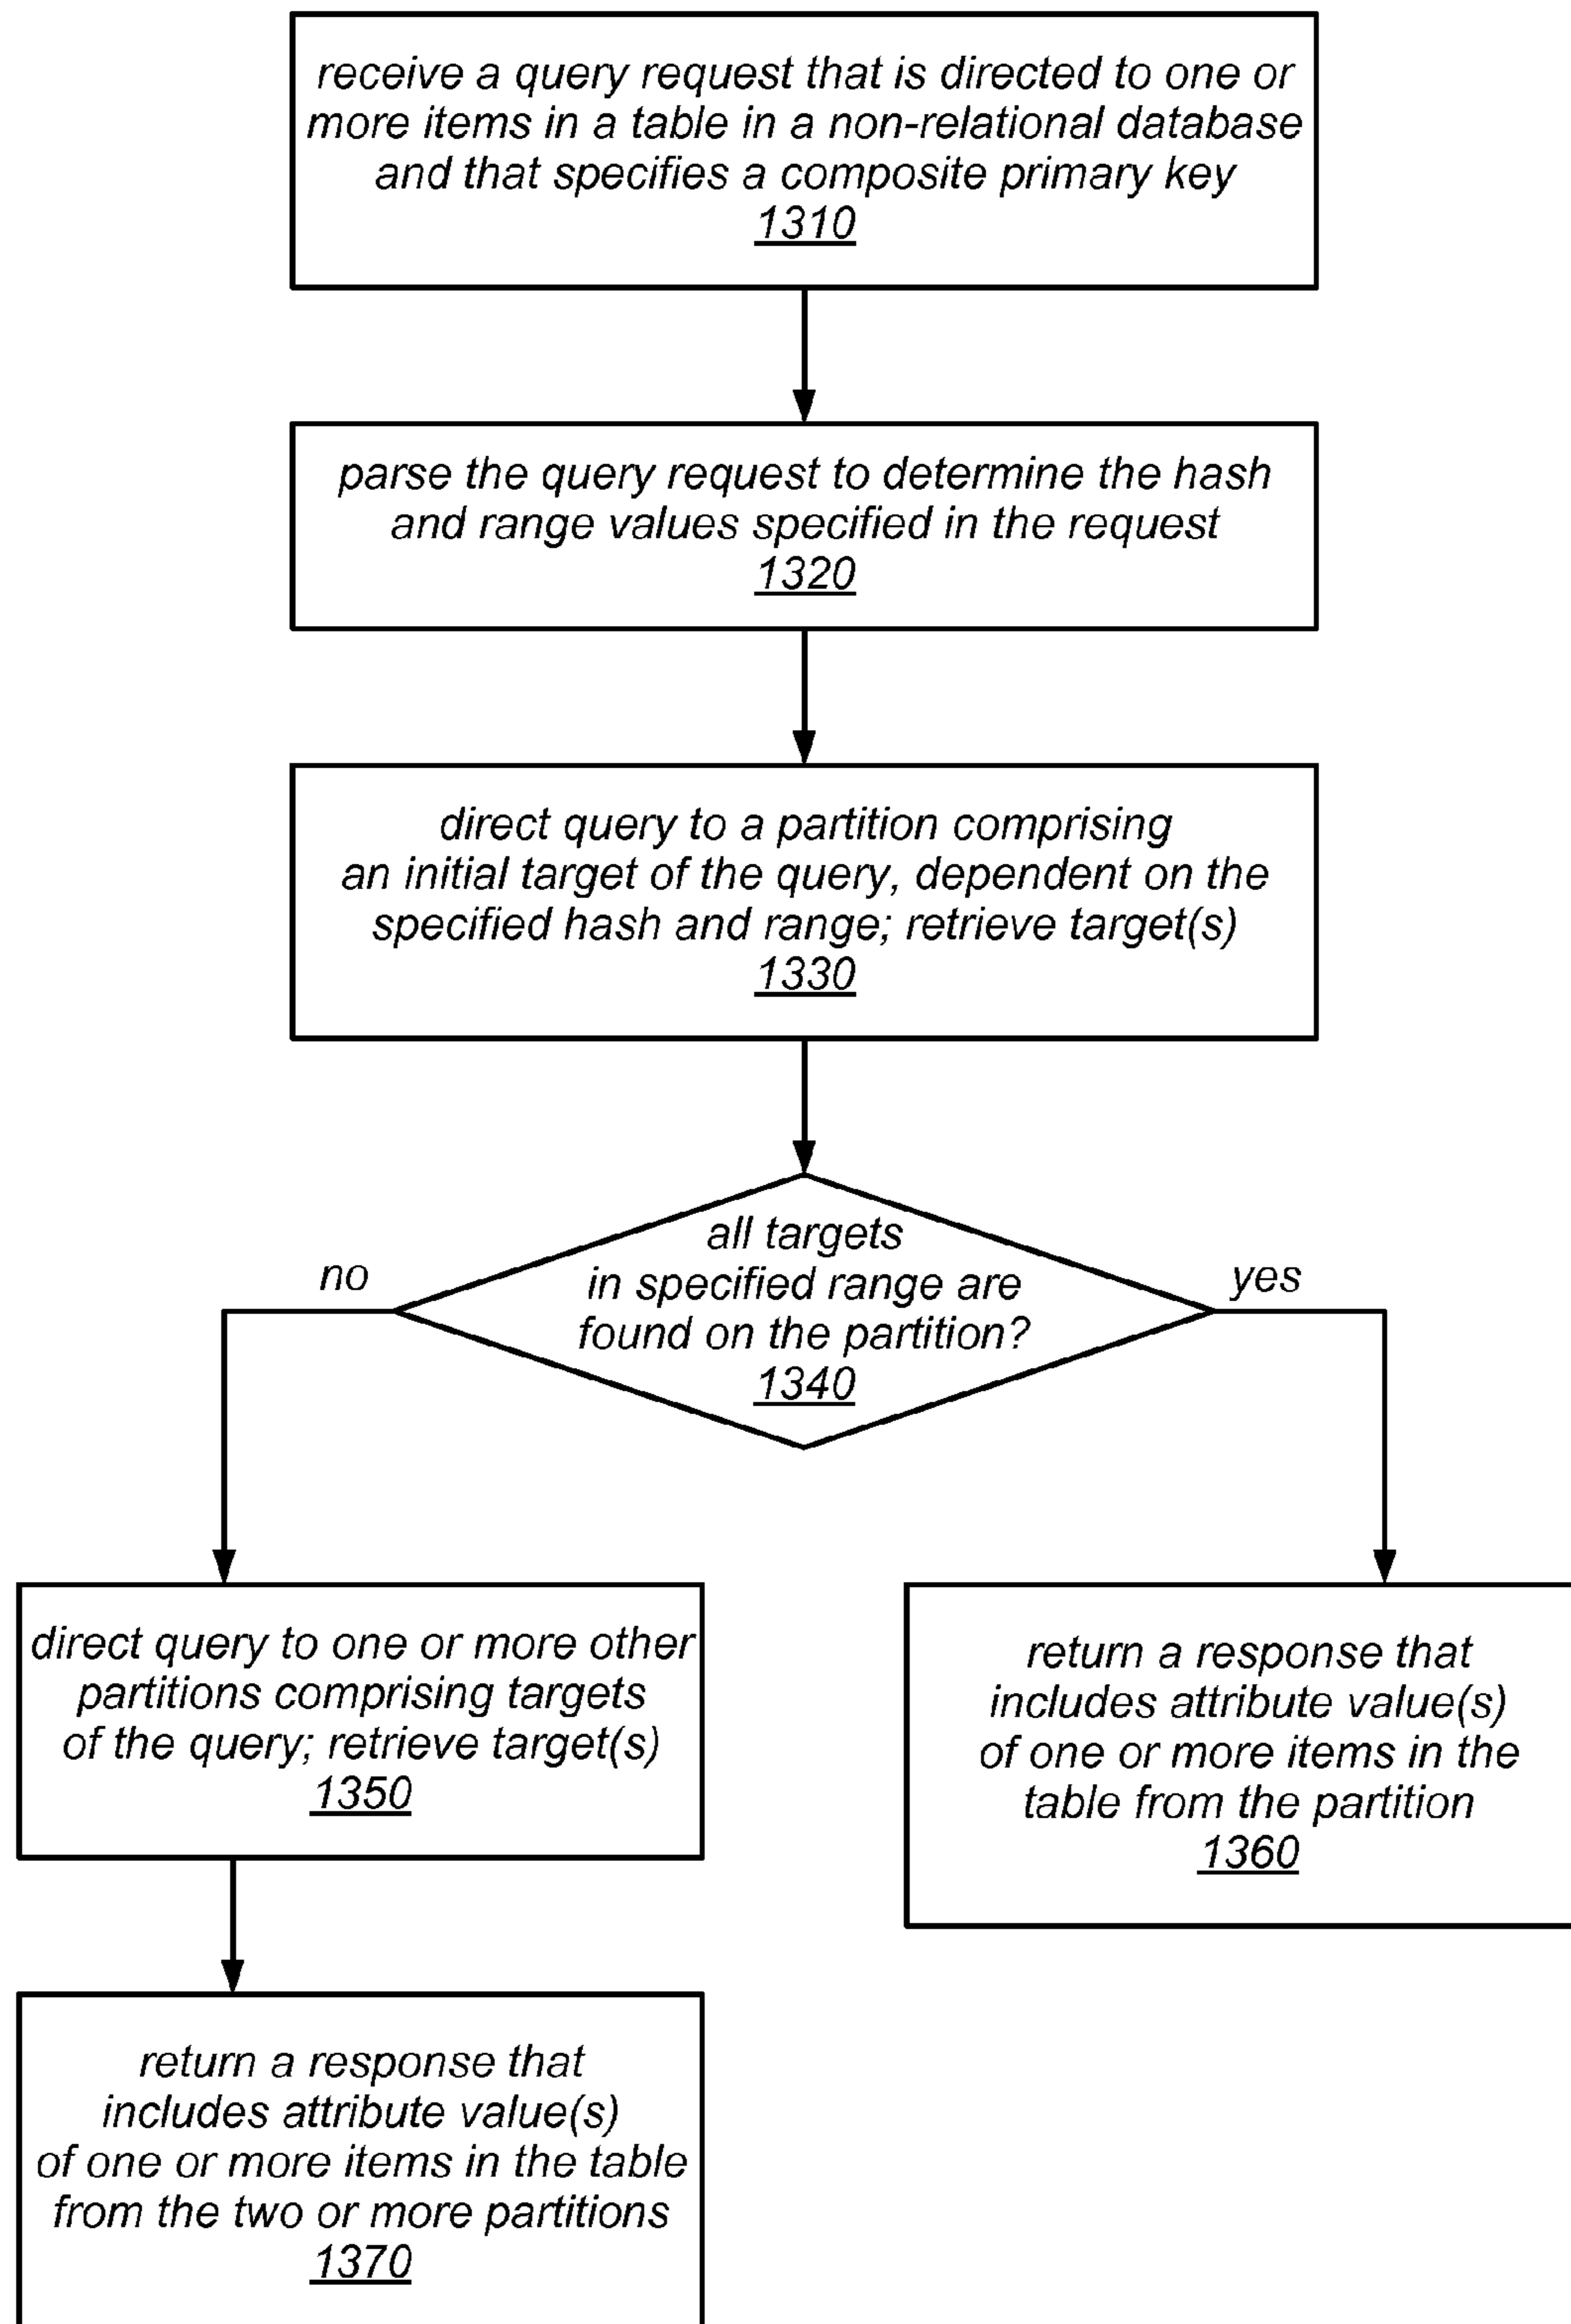 receive a query request that is directed to one or
more items in a table in a non-relational database
and that specifies a composite primary key
1310
parse the query request to determine the hash
and range values specified in the request
1320
direct query to a partition comprising
an initial target of the query, dependent on the
specified hash and range; retrieve target(s)
1330
all targets
in specified range are
found on the partition?
1340
no
yes
direct query to one or more other
partitions comprising targets
of the query; retrieve target(s)
1350
return a response that
includes attribute value(s)
of one or more items in the
table from the partition
1360
return a response that
includes attribute value(s)
of one or more items in the table
from the two or more partitions
1370